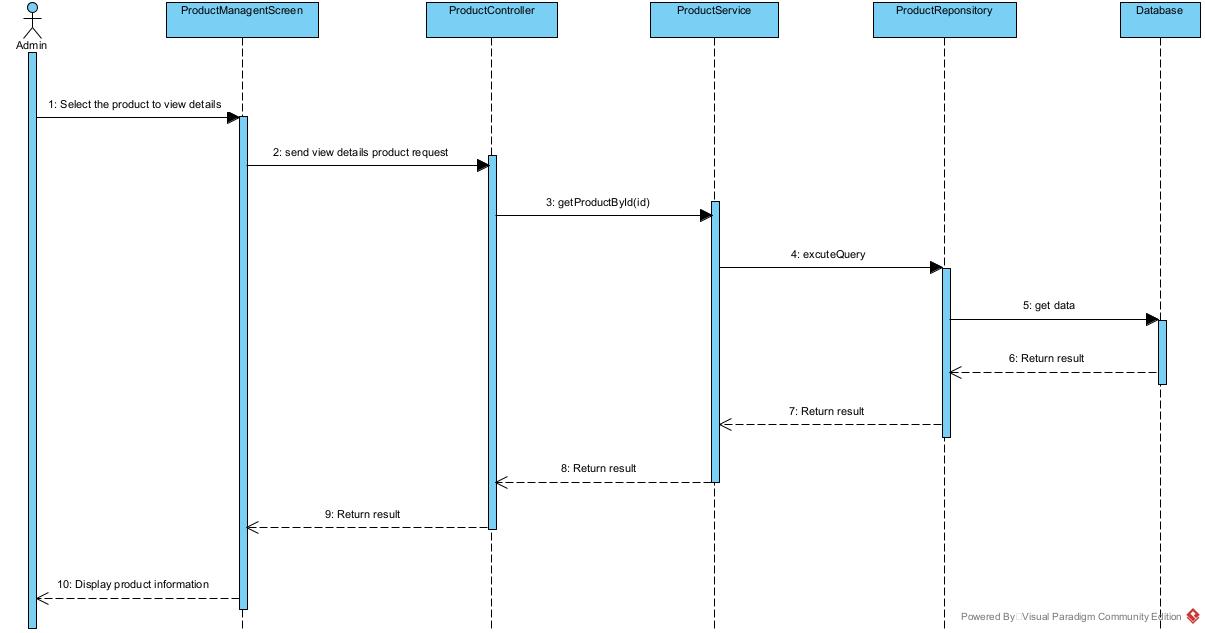 ProductManagentScreen
ProductController
ProductService
ProductReponsitory
Database
Admin
1: Select the product to view details
2: send view details product request
3: getProductById(id)
4: excuteQuery
5: get data
6: Return result
7: Return result
8: Return result
9: Return result
10: Display product information
Powered By Visual Paradigm Community Edition